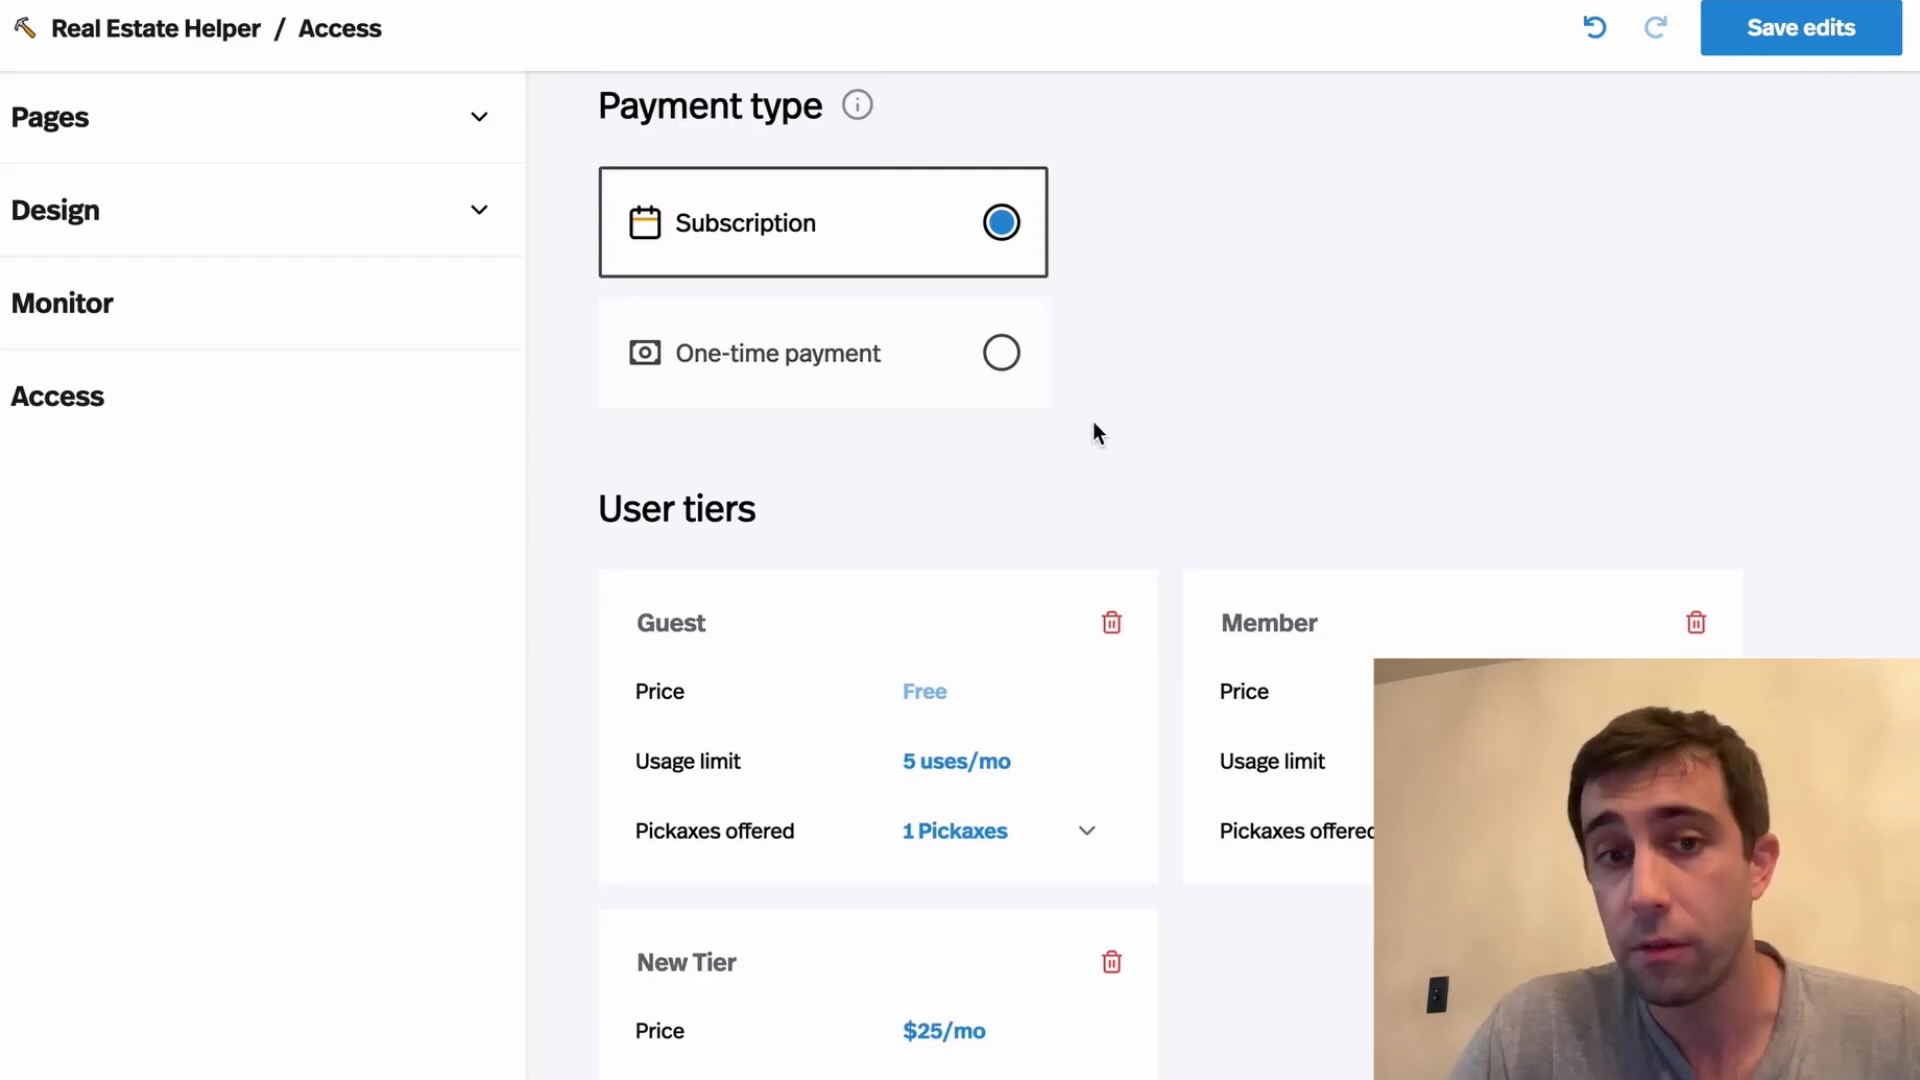 Real Estate Helper / Access
Save edits
Pages
Design
Monitor
Access
Payment type
Subscription
One-time payment
User tiers
Guest
Price Free
Usage limit 5 uses/mo
Pickaxes offered 1 Pickaxes
Member
Price
Usage limit
Pickaxes offered
New Tier
Price $25/mo